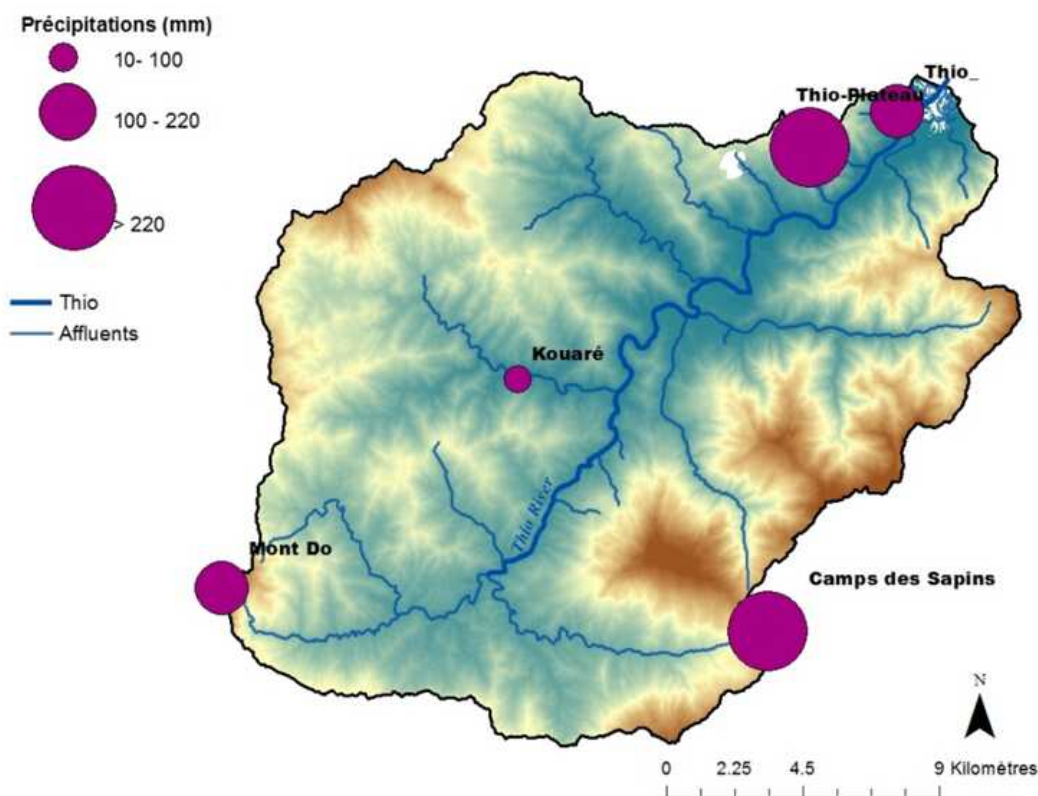 Précipitations (mm)
10- 100
100 - 220
> 220
Thio
Affluents
Thio_
Thio-Plateau
Kouaré
Thio River
Mont Do
Camps des Sapins
N
0 2.25 4.5 9 Kilomètres